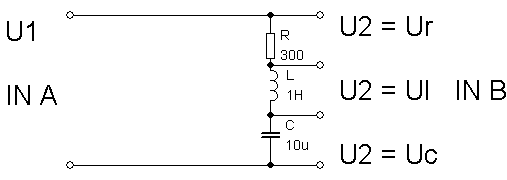 U1
U2 = Ur
R
300
L
IN A
1H
U2 = Ul IN B
C
10u
U2 = Uc